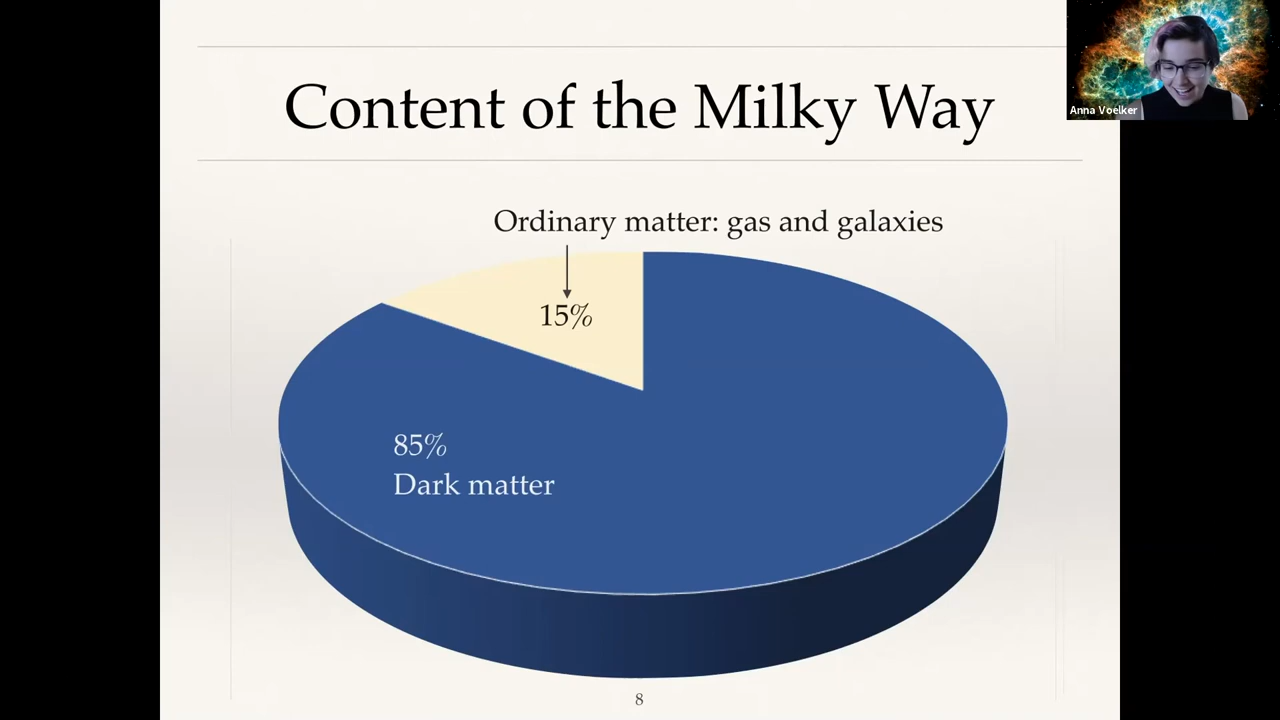 Content of the Milky Way
Anna Voelker
Ordinary matter: gas and galaxies
15%
85%
Dark matter
8